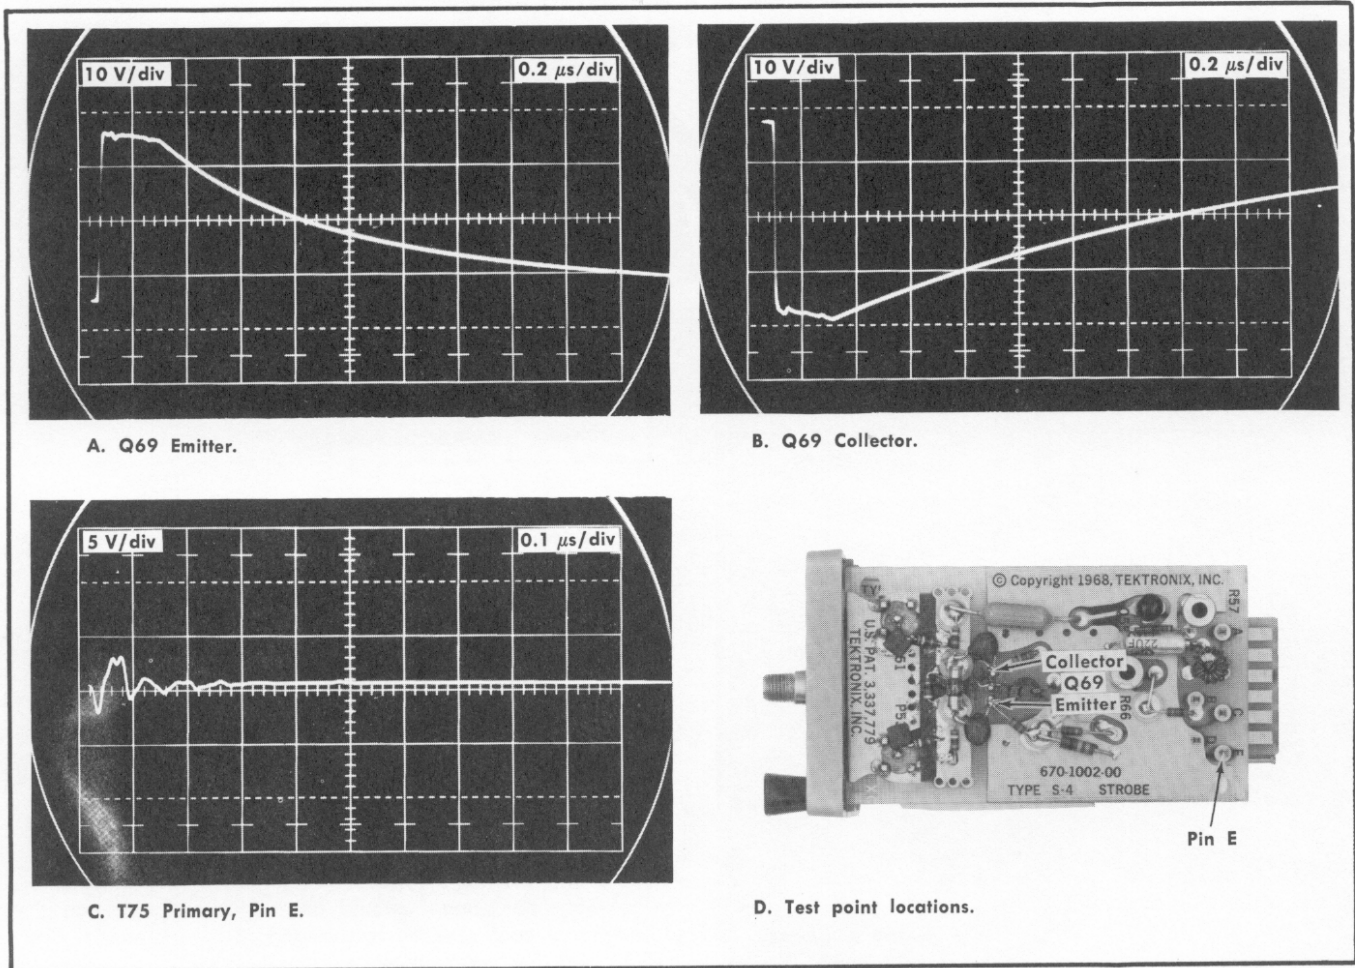 10 V/div
0.2 μs/div
A. Q69 Emitter.
10 V/div
0.2 μs/div
B. Q69 Collector.
5 V/div
0.1 μs/div
C. T75 Primary, Pin E.
© Copyright 1968, TEKTRONIX, INC.
R57
U.S. PAT. 3,337,779
TEKTRONIX, INC.
Collector
Q69
Emitter
R66
A
C
D
E
670-1002-00
TYPE S-4 STROBE
Pin E
D. Test point locations.